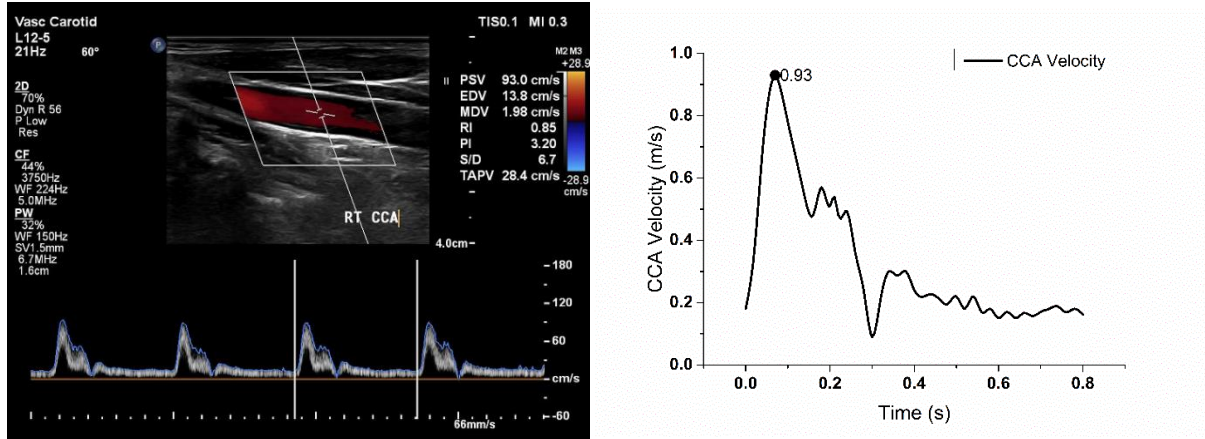 Vasc Carotid
L12-5
21Hz 60°
TIS0.1 MI 0.3
P
M2 M3
+28.9
2D
70%
Dyn R 56
P Low
Res
CF
44%
3750Hz
WF 224Hz
5.0MHz
PW
32%
WF 150Hz
SV1.5mm
6.7MHz
1.6cm
PSV 93.0 cm/s
EDV 13.8 cm/s
MDV 1.98 cm/s
RI 0.85
PI 3.20
S/D 6.7
TAPV 28.4 cm/s
-28.9
cm/s
RT CCA
4.0cm
180
120
60
cm/s
-60
66mm/s
CCA Velocity
0.93
1.0
0.8
0.6
0.4
0.2
0.0
CCA Velocity (m/s)
0.0 0.2 0.4 0.6 0.8
Time (s)